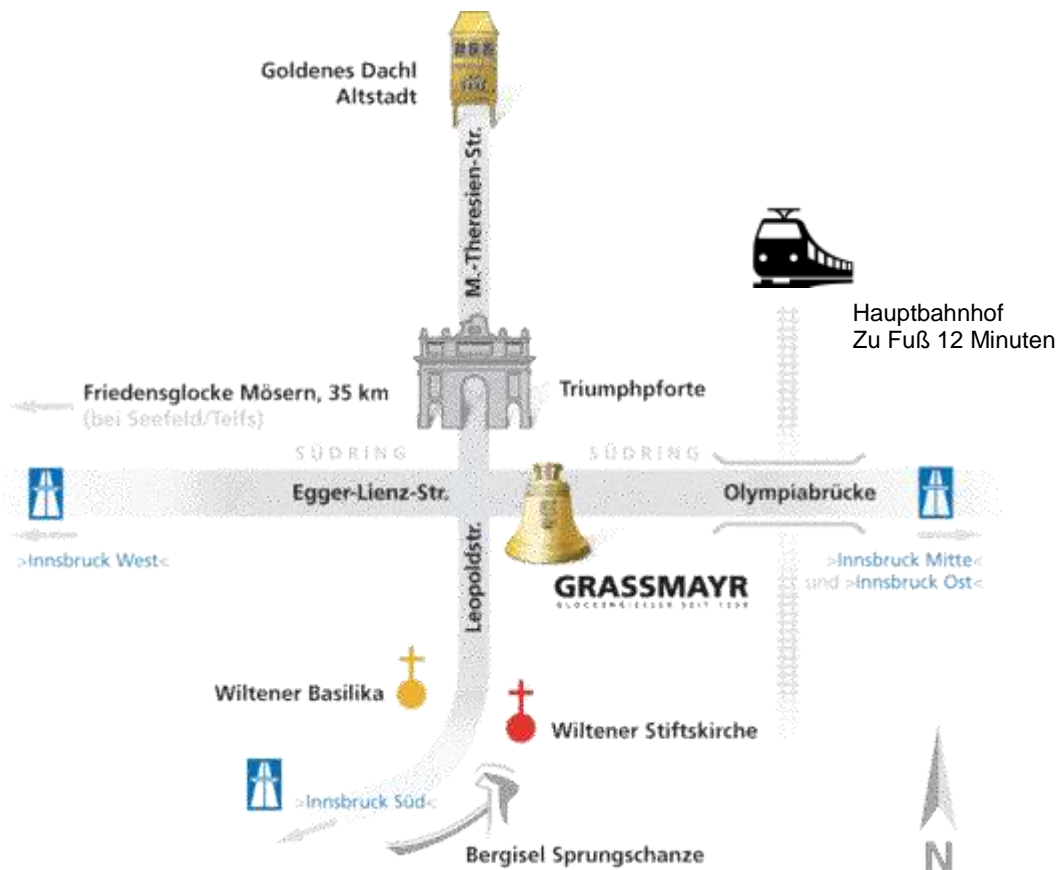 Goldenes Dachl
Altstadt
M.-Theresien-Str.
Hauptbahnhof
Zu Fuß 12 Minuten
Friedensglocke Mösern, 35 km
(bei Seefeld/Telfs)
Triumphpforte
SÜDRING
SÜDRING
Egger-Lienz-Str.
Olympiabrücke
>Innsbruck West<
>Innsbruck Mitte<
und >Innsbruck Ost<
GRASSMAYR
Leopoldstr.
Wiltener Basilika
Wiltener Stiftskirche
>Innsbruck Süd<
Bergisel Sprungschanze
N